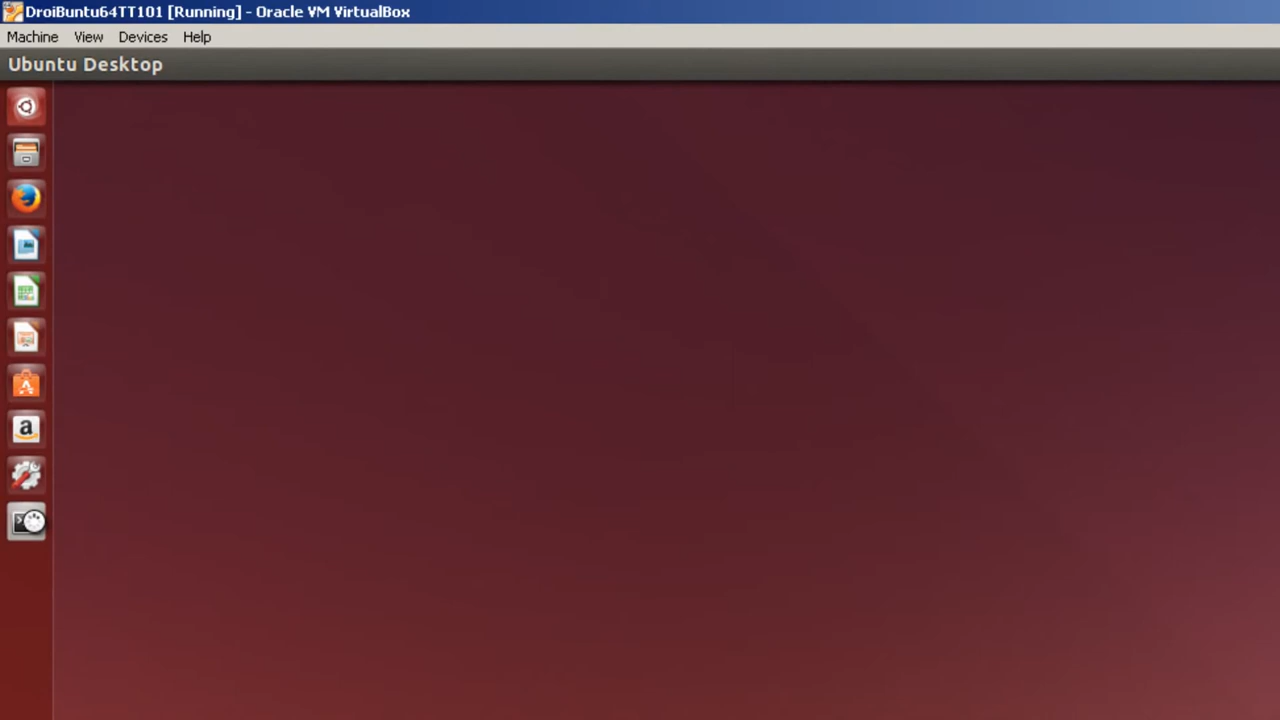 DroiBuntu64TT101 [Running] - Oracle VM VirtualBox
Machine View Devices Help
Ubuntu Desktop
a